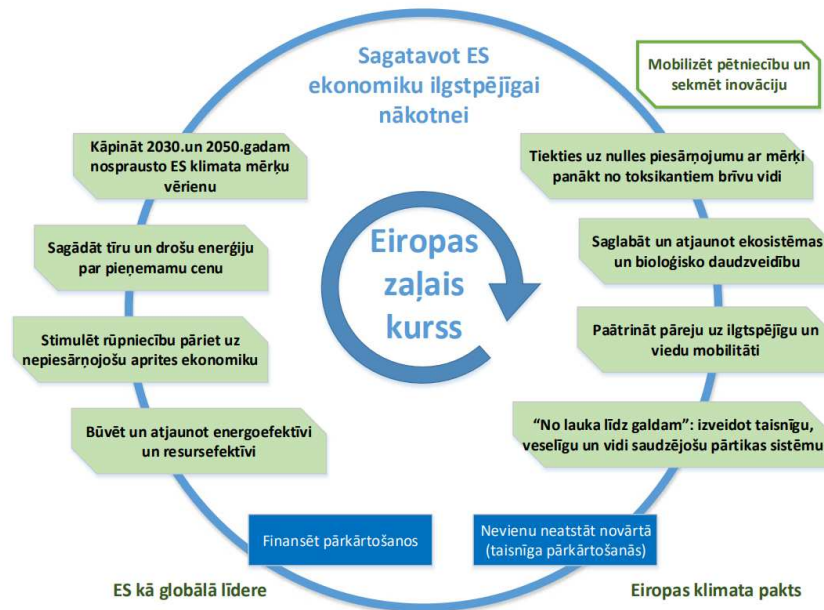 Sagatavot ES
ekonomiku ilgstpējīgai
nākotnei
Mobilizēt pētniecību un
sekmēt inovāciju
Kāpināt 2030.un 2050.gadam
nosprausto ES klimata mērķu
vērienu
Tiekties uz nulles piesārņojumu ar mērķi
panākt no toksikantiem brīvu vidi
Sagādāt tīru un drošu enerģiju
par pieņemamu cenu
Eiropas
zaļais
kurss
Saglabāt un atjaunot ekosistēmas
un bioloģisko daudzveidību
Stimulēt rūpniecību pāriet uz
nepiesārņojošu aprites ekonomiku
Paātrināt pāreju uz ilgtspējīgu un
viedu mobilitāti
Būvēt un atjaunot energoefektīvi
un resursefektīvi
“No lauka līdz galdam”: izveidot taisnīgu,
veselīgu un vidi saudzējošu pārtikas sistēmu
Finansēt pārkārtošanos
Nevienu neatstāt novārtā
(taisnīga pārkārtošanās)
ES kā globālā līdere
Eiropas klimata pakts